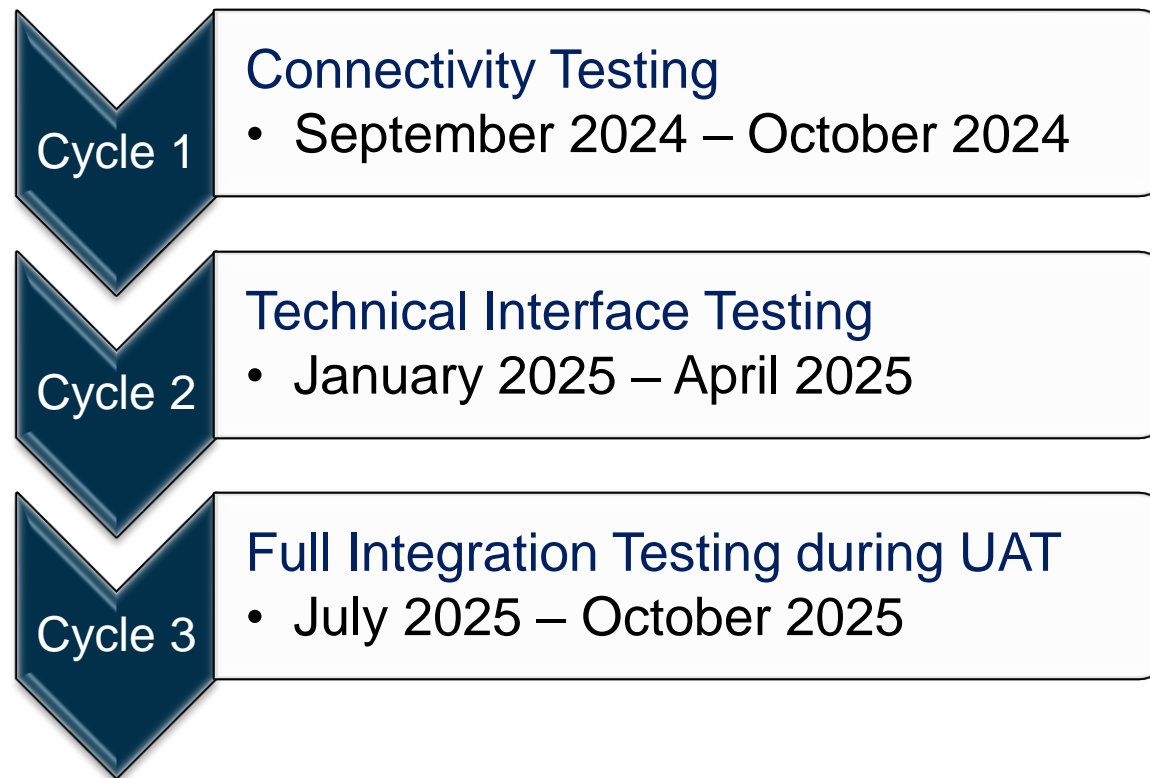 Cycle 1
Connectivity Testing
• September 2024 – October 2024
Cycle 2
Technical Interface Testing
• January 2025 – April 2025
Cycle 3
Full Integration Testing during UAT
• July 2025 – October 2025